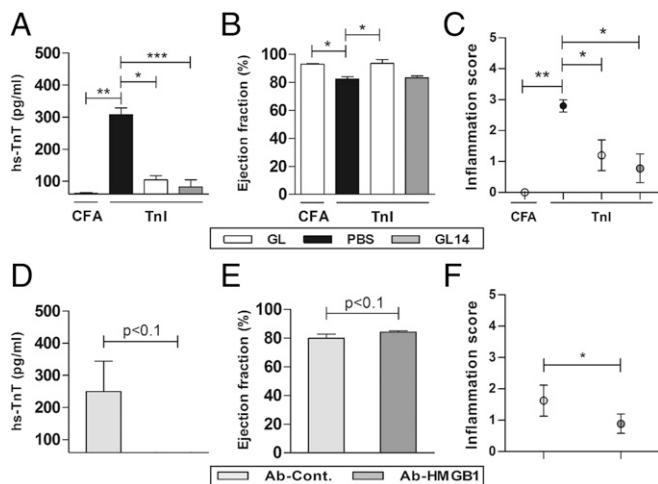 A
hs-TnT (pg/ml)
500
400
300
200
100
**
*
***
CFA
TnI
B
Ejection fraction (%)
100
80
60
40
20
0
*
*
CFA
TnI
C
Inflammation score
5
4
3
2
1
0
**
*
*
CFA
TnI
GL
PBS
GL14
D
hs-TnT (pg/ml)
500
400
300
200
100
p<0.1
E
Ejection fraction (%)
100
80
60
40
20
0
p<0.1
F
Inflammation score
5
4
3
2
1
0
*
Ab-Cont.
Ab-HMGB1